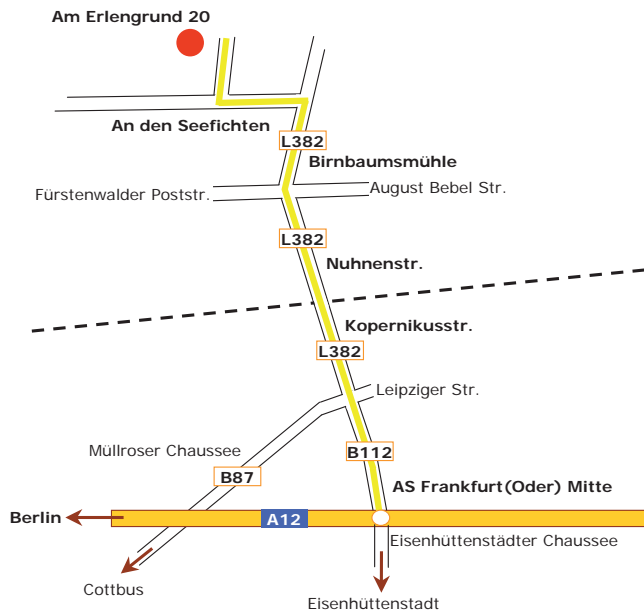 Am Erlengrund 20
An den Seefichten
L382
Birnbaumsmühle
Fürstenwalder Poststr.
August Bebel Str.
L382
Nuhnenstr.
Kopernikusstr.
L382
Leipziger Str.
Müllroser Chaussee
B112
B87
AS Frankfurt(Oder) Mitte
Berlin
A12
Eisenhüttenstädter Chaussee
Cottbus
Eisenhüttenstadt